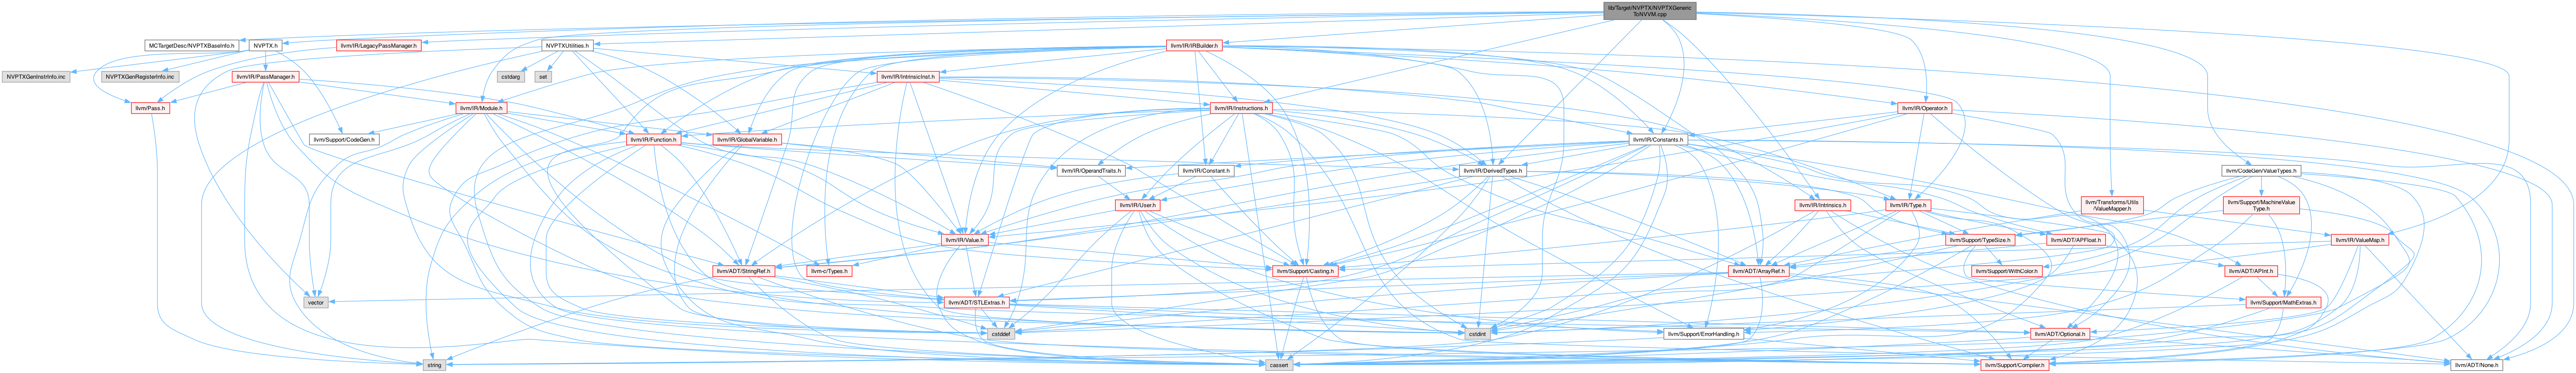 lib/Target/NVPTX/NVPTXGeneric
ToNVVM.cpp
MCTargetDesc/NVPTXBaseInfo.h
NVPTX.h
llvm/IR/LegacyPassManager.h
NVPTXUtilities.h
llvm/IR/IRBuilder.h
NVPTXGenInstrInfo.inc
NVPTXGenRegisterInfo.inc
llvm/IR/PassManager.h
cstdarg
set
llvm/IR/IntrinsicInst.h
llvm/Pass.h
llvm/IR/Module.h
llvm/IR/Instructions.h
llvm/IR/Operator.h
llvm/Support/CodeGen.h
llvm/IR/Function.h
llvm/IR/GlobalVariable.h
llvm/IR/Constants.h
llvm/IR/OperandTraits.h
llvm/IR/Constant.h
llvm/IR/DerivedTypes.h
llvm/CodeGen/ValueTypes.h
llvm/IR/User.h
llvm/IR/Intrinsics.h
llvm/IR/Type.h
llvm/Transforms/Utils
/ValueMapper.h
llvm/Support/MachineValue
Type.h
llvm/IR/Value.h
llvm/Support/TypeSize.h
llvm/ADT/APFloat.h
llvm/IR/ValueMap.h
llvm/ADT/StringRef.h
llvm-c/Types.h
llvm/Support/Casting.h
llvm/ADT/ArrayRef.h
llvm/Support/WithColor.h
llvm/ADT/APInt.h
vector
llvm/ADT/STLExtras.h
llvm/Support/MathExtras.h
cstddef
cstdint
llvm/Support/ErrorHandling.h
llvm/ADT/Optional.h
string
cassert
llvm/Support/Compiler.h
llvm/ADT/None.h